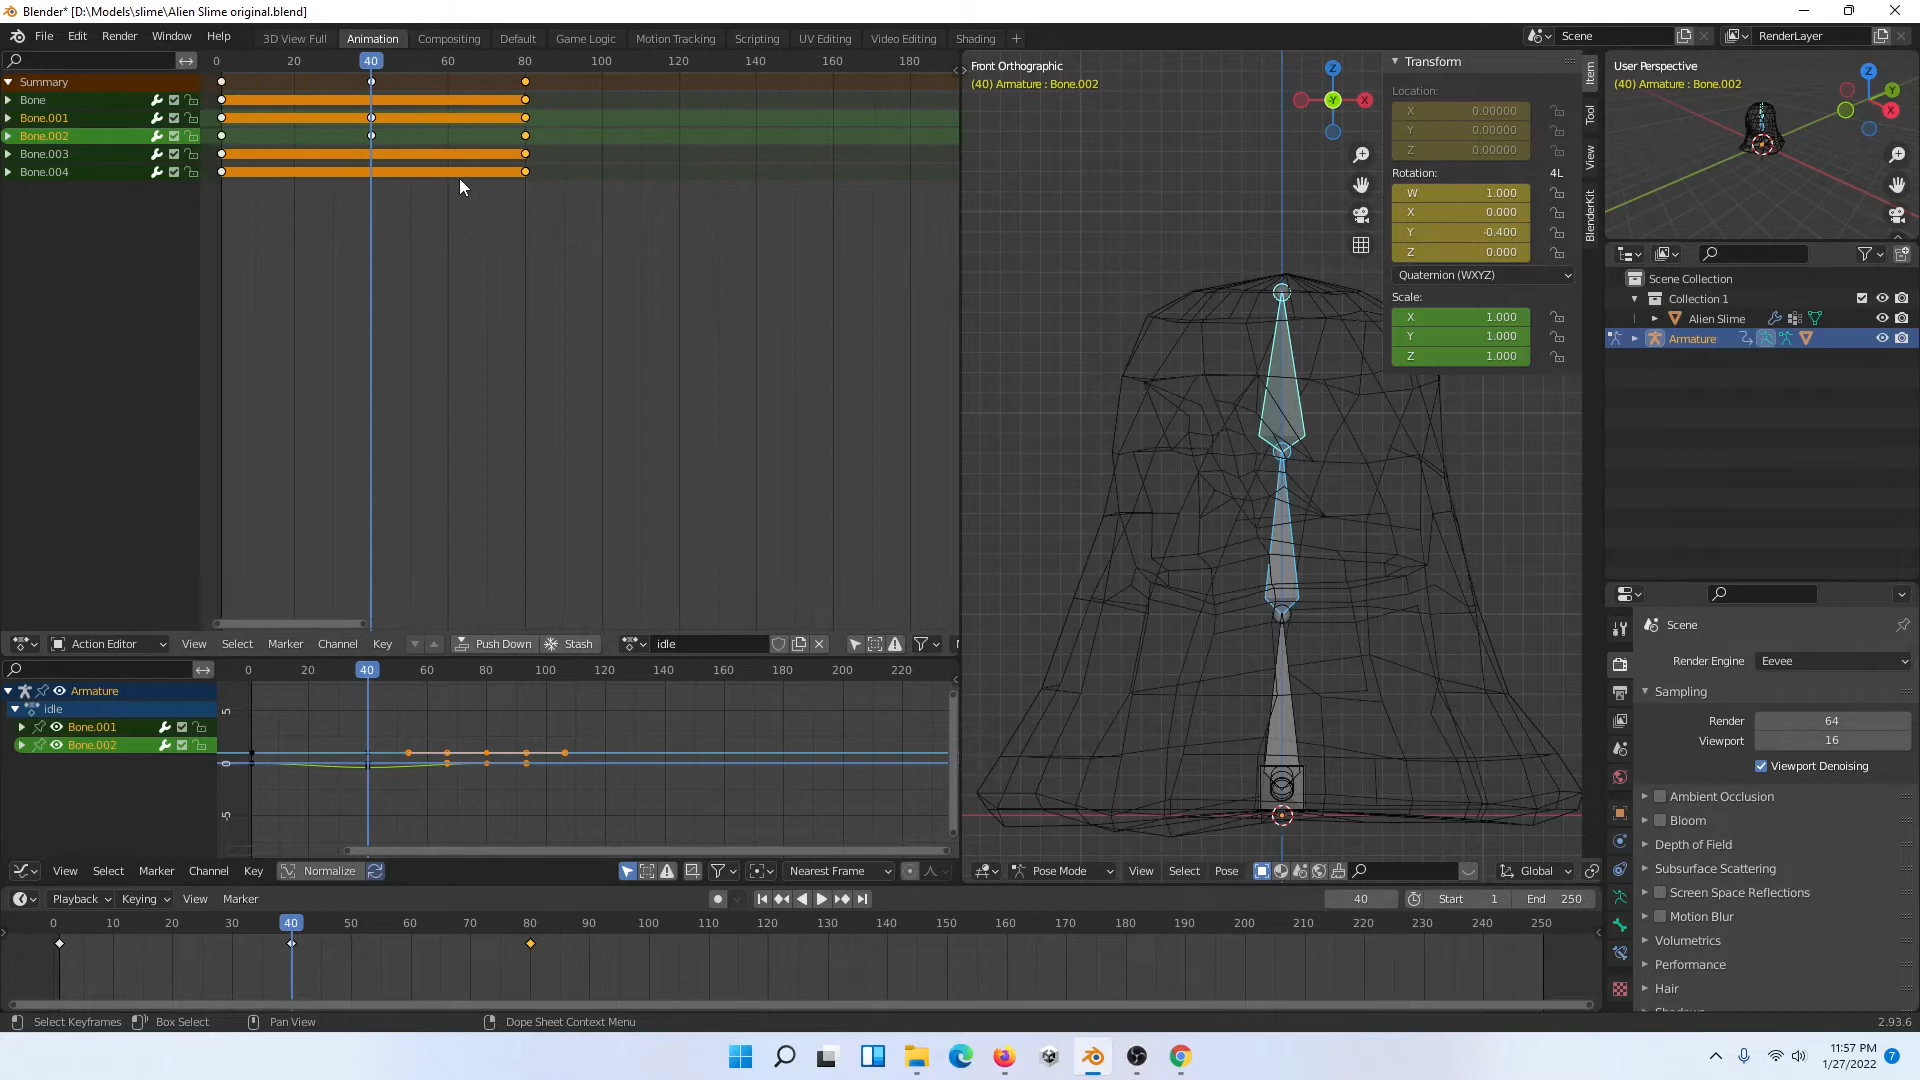 Blender* [D:\Models\slime\Alien Slime original.blend]
File Edit Render Window Help 3D View Full Animation Compositing Default Game Logic Motion Tracking Scripting UV Editing Video Editing Shading + Scene RenderLayer
0 20 40 60 80 100 120 140 160 180
Summary
Bone
Bone.001
Bone.002
Bone.003
Bone.004
Front Orthographic
(40) Armature : Bone.002
Z
Y
X
Transform
Location:
X 0.00000
Y 0.00000
Z 0.00000
Rotation: 4L
W 1.000
X 0.000
Y -0.400
Z 0.000
Quaternion (WXYZ)
Scale:
X 1.000
Y 1.000
Z 1.000
Item
Tool
View
BlenderKit
User Perspective
(40) Armature : Bone.002
Z
Y
X
Scene Collection
Collection 1
Alien Slime
Armature
Scene
Render Engine Eevee
Sampling
Render 64
Viewport 16
Viewport Denoising
Ambient Occlusion
Bloom
Depth of Field
Subsurface Scattering
Screen Space Reflections
Motion Blur
Volumetrics
Performance
Hair
Action Editor View Select Marker Channel Key Push Down Stash idle
0 20 40 60 80 100 120 140 160 180 200 220
Armature
idle
Bone.001
Bone.002
5
0
-5
View Select Marker Channel Key Normalize Nearest Frame
Pose Mode View Select Pose Global
Playback Keying View Marker 40 Start 1 End 250
0 10 20 30 40 50 60 70 80 90 100 110 120 130 140 150 160 170 180 190 200 210 220 230 240 250
Select Keyframes Box Select Pan View Dope Sheet Context Menu 2.93.6
11:57 PM
1/27/2022
7